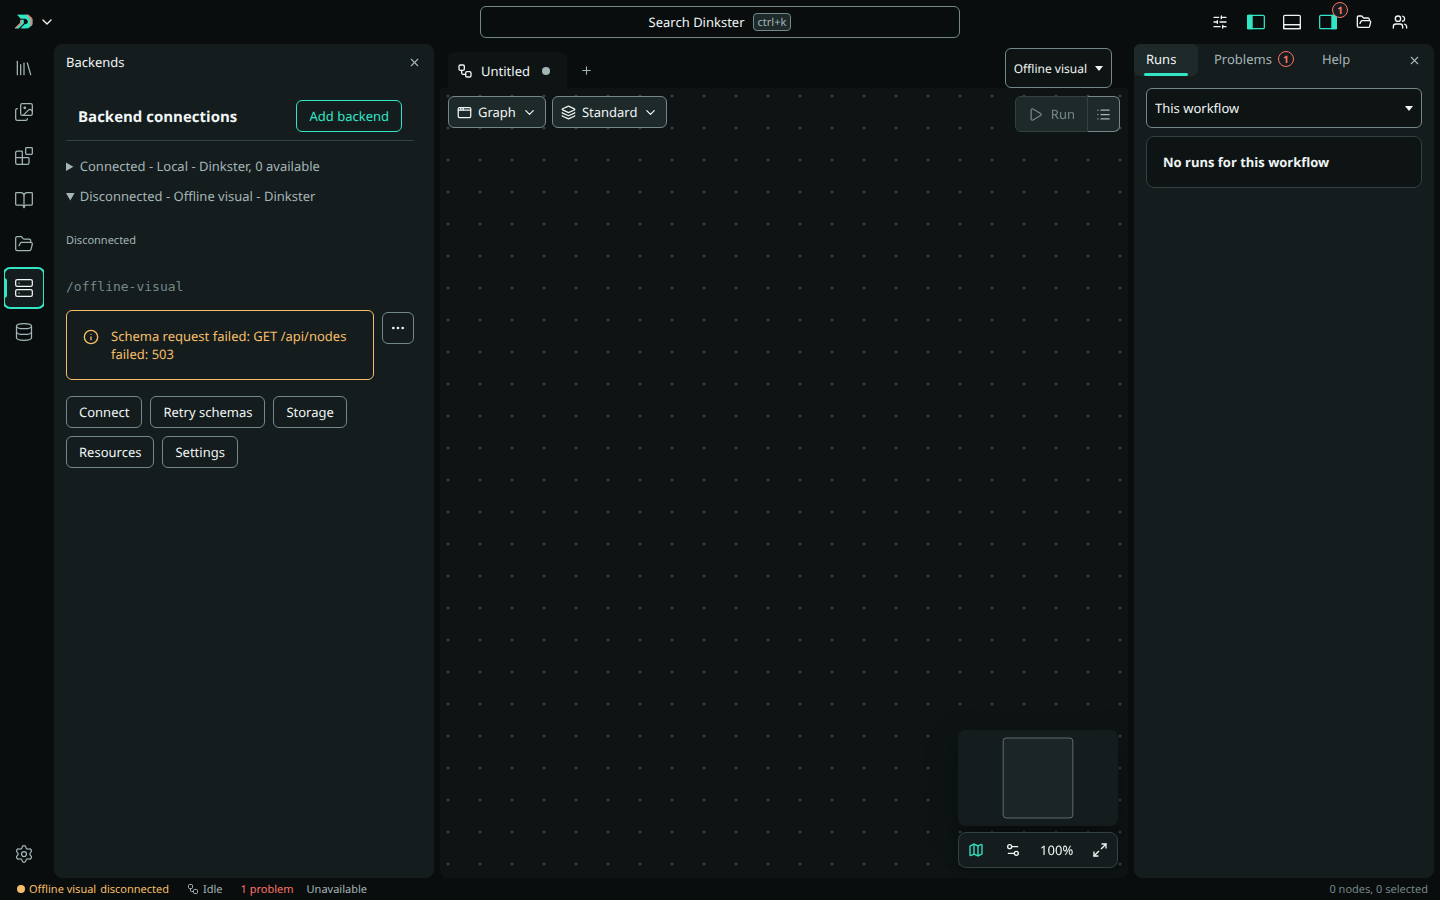 Search Dinkster ctrl+k
1
Backends
Backend connections
Add backend
Connected - Local - Dinkster, 0 available
Disconnected - Offline visual - Dinkster
Disconnected
/offline-visual
Schema request failed: GET /api/nodes
failed: 503
Connect
Retry schemas
Storage
Resources
Settings
Untitled
Offline visual
Graph
Standard
Run
100%
Runs
Problems 1
Help
This workflow
No runs for this workflow
Offline visual disconnected
Idle
1 problem
Unavailable
0 nodes, 0 selected